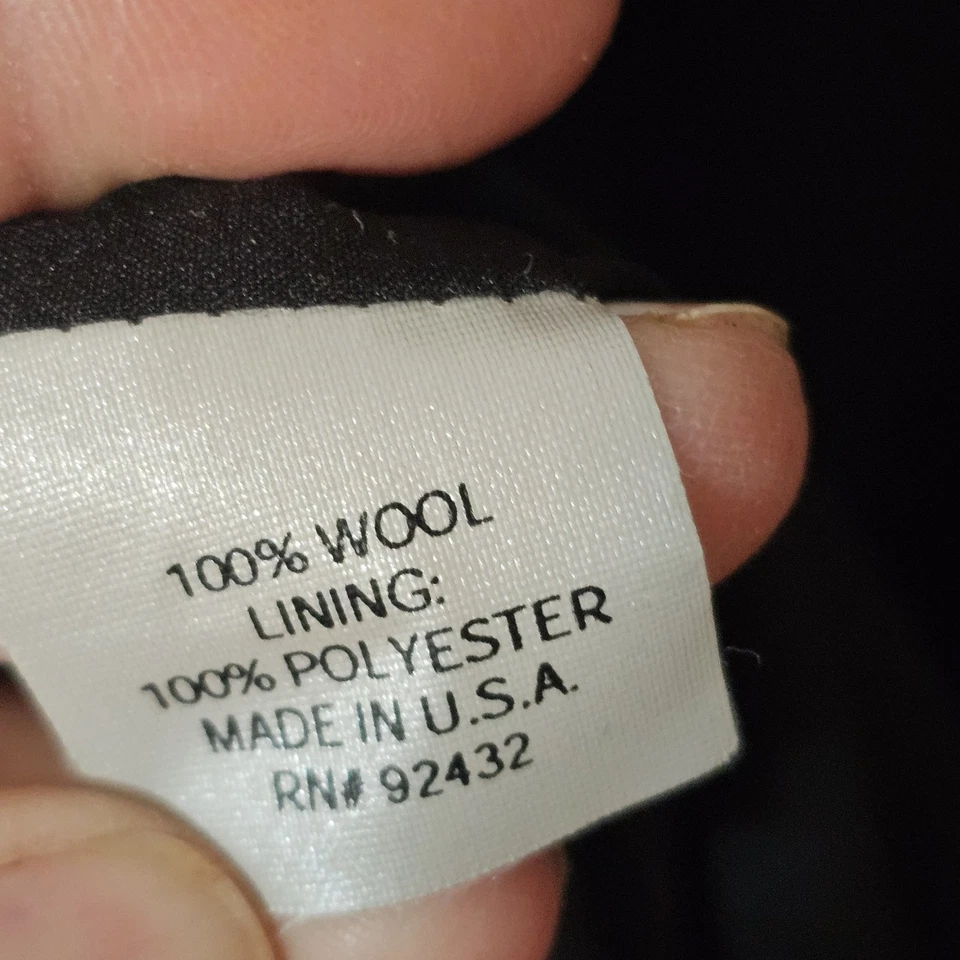 100% WOOL
LINING:
100% POLYESTER
MADE IN U.S.A.
RN# 92432